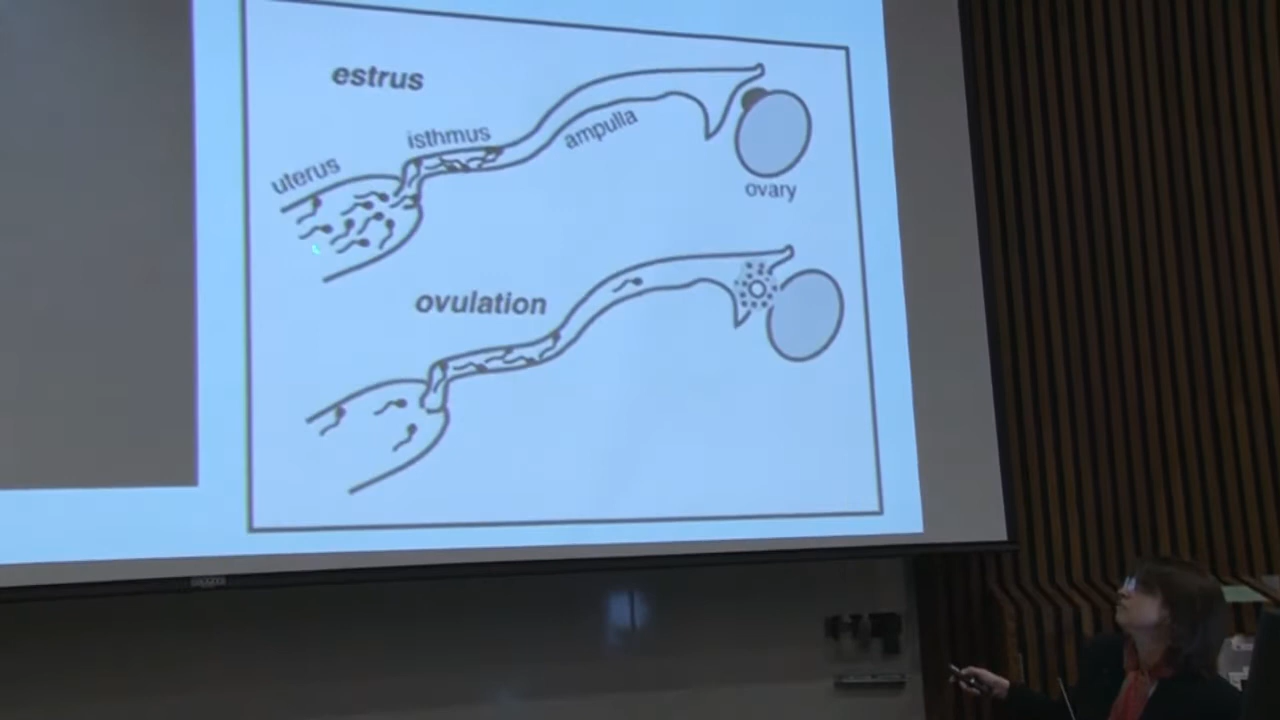 estrus
isthmus
ampulla
uterus
ovary
ovulation